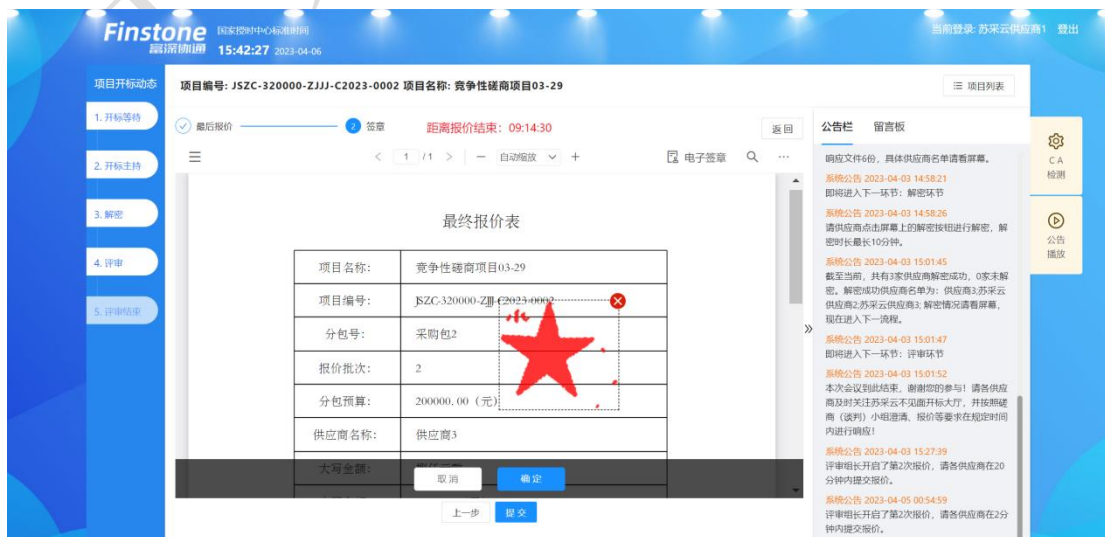 Finstone
富深协通
国家授时中心标准时间
15:42:27 2023-04-06
当前登录: 苏采云供应商1 登出
项目开标动态
1. 开标等待
2. 开标主持
3. 解密
4. 评审
5. 评审结束
项目编号: JSZC-320000-ZJJJ-C2023-0002 项目名称: 竞争性磋商项目03-29
项目列表
最后报价
2 签章
距离报价结束: 09:14:30
返回
1 /1
自动缩放
电子签章
最终报价表
项目名称: 竞争性磋商项目03-29
项目编号: JSZC-320000-ZJJJ-C2023-0002
分包号: 采购包2
报价批次: 2
分包预算: 200000.00 (元)
供应商名称: 供应商3
大写金额:
取消
确定
上一步
提交
公告栏 留言板
响应文件6份, 具体供应商名单请看屏幕。
系统公告 2023-04-03 14:58:21
即将进入下一环节: 解密环节
系统公告 2023-04-03 14:58:26
请供应商点击屏幕上的解密按钮进行解密, 解
密时长最长10分钟。
系统公告 2023-04-03 15:01:45
截至当前, 共有3家供应商解密成功, 0家未解
密。解密成功供应商名单为: 供应商3;苏采云
供应商2;苏采云供应商3; 解密情况请看屏幕,
现在进入下一流程。
系统公告 2023-04-03 15:01:47
即将进入下一环节: 评审环节
系统公告 2023-04-03 15:01:52
本次会议到此结束, 谢谢您的参与! 请各供应
商及时关注苏采云不见面开标大厅, 并按照磋
商 (谈判) 小组澄清、报价等要求在规定时间
内进行响应!
系统公告 2023-04-03 15:27:39
评审组长开启了第2次报价, 请各供应商在20
分钟内提交报价。
系统公告 2023-04-05 00:54:59
评审组长开启了第2次报价, 请各供应商在2分
钟内提交报价。
CA
检测
公告
播放